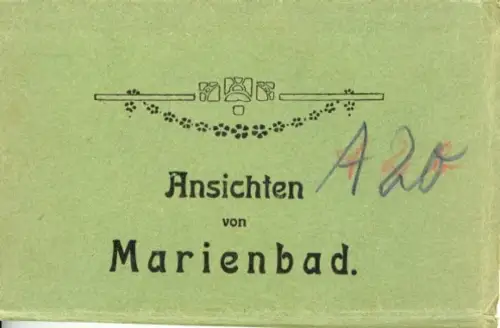 Ansichten A 20
von
Marienbad.